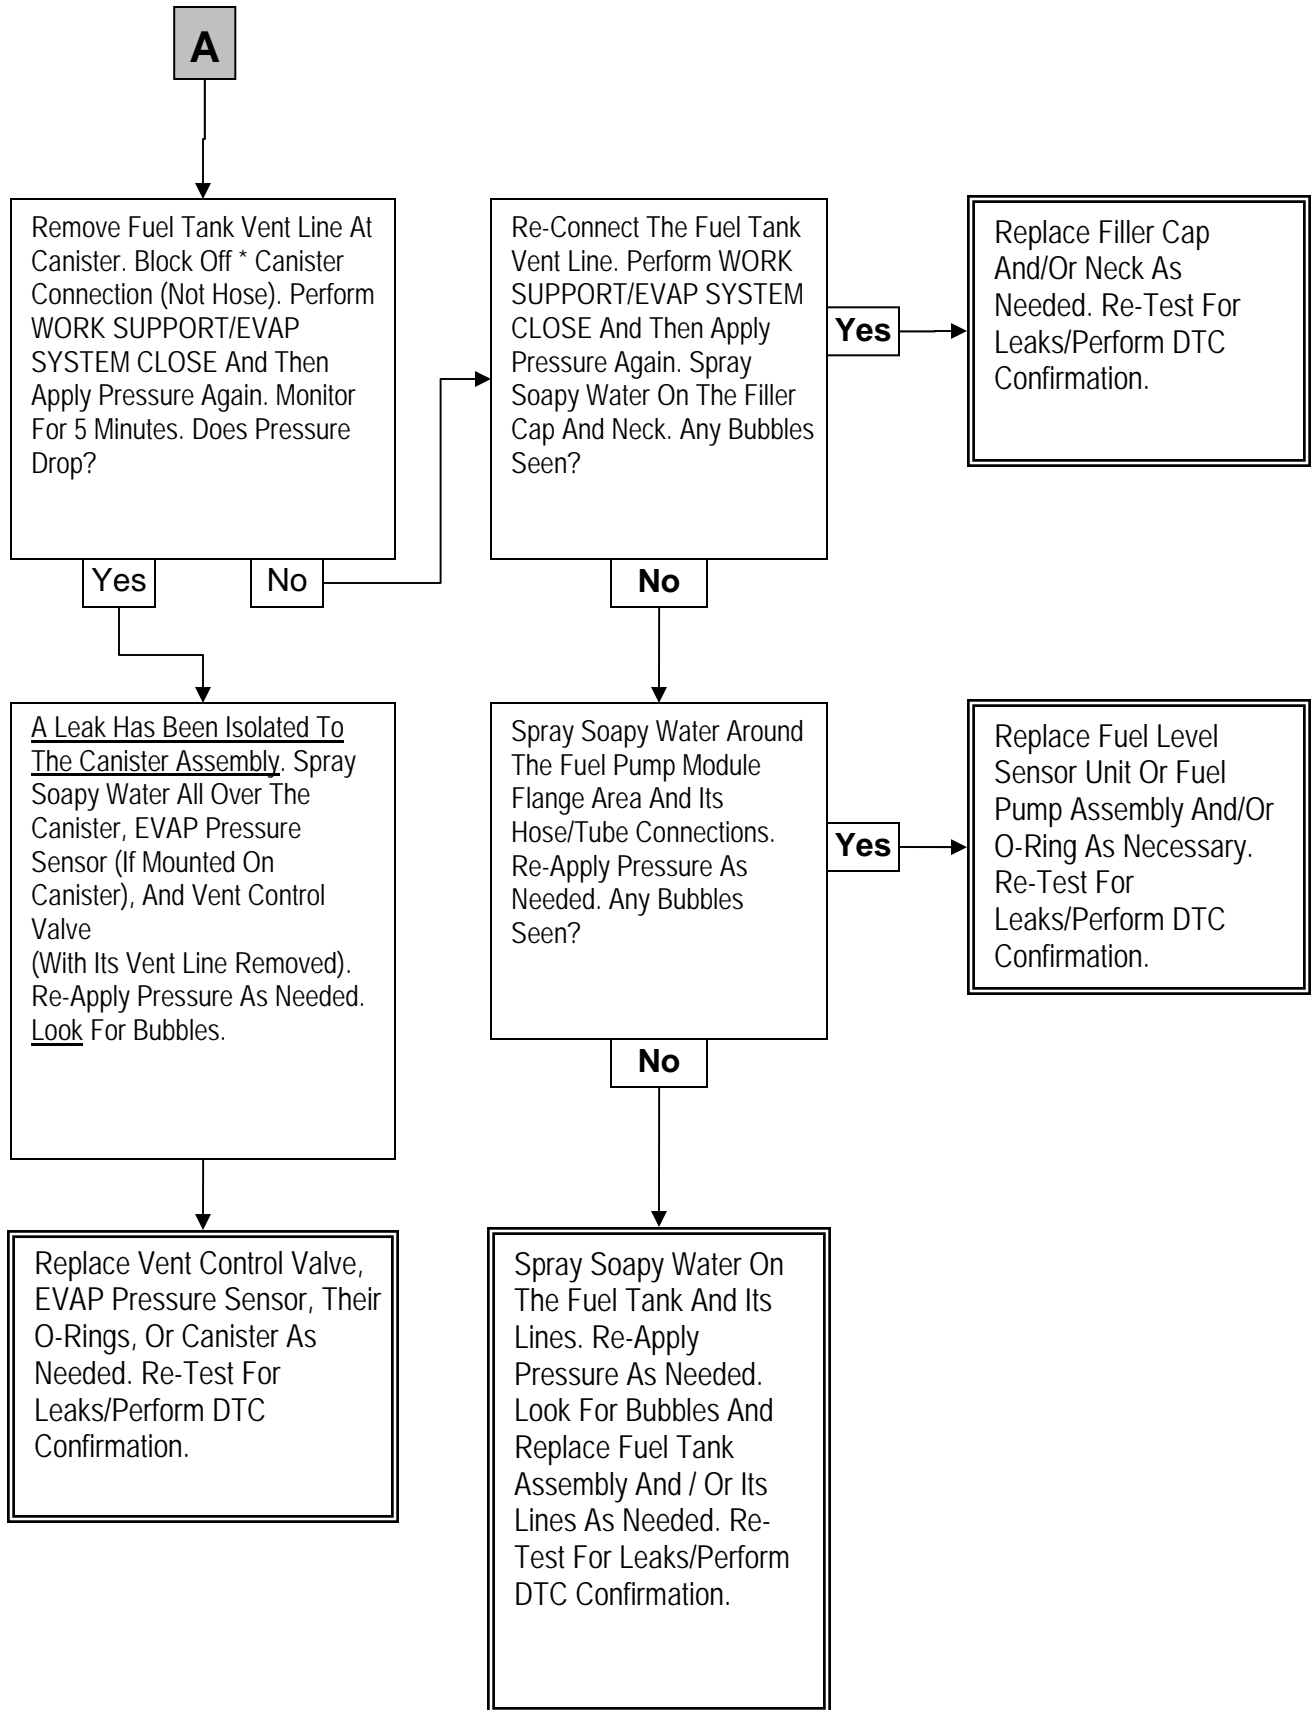 A
Remove Fuel Tank Vent Line At
Canister. Block Off * Canister
Connection (Not Hose). Perform
WORK SUPPORT/EVAP
SYSTEM CLOSE And Then
Apply Pressure Again. Monitor
For 5 Minutes. Does Pressure
Drop?
Yes
No
Re-Connect The Fuel Tank
Vent Line. Perform WORK
SUPPORT/EVAP SYSTEM
CLOSE And Then Apply
Pressure Again. Spray
Soapy Water On The Filler
Cap And Neck. Any Bubbles
Seen?
Yes
No
Replace Filler Cap
And/Or Neck As
Needed. Re-Test For
Leaks/Perform DTC
Confirmation.
A Leak Has Been Isolated To
The Canister Assembly. Spray
Soapy Water All Over The
Canister, EVAP Pressure
Sensor (If Mounted On
Canister), And Vent Control
Valve
(With Its Vent Line Removed).
Re-Apply Pressure As Needed.
Look For Bubbles.
Spray Soapy Water Around
The Fuel Pump Module
Flange Area And Its
Hose/Tube Connections.
Re-Apply Pressure As
Needed. Any Bubbles
Seen?
Yes
No
Replace Fuel Level
Sensor Unit Or Fuel
Pump Assembly And/Or
O-Ring As Necessary.
Re-Test For
Leaks/Perform DTC
Confirmation.
Replace Vent Control Valve,
EVAP Pressure Sensor, Their
O-Rings, Or Canister As
Needed. Re-Test For
Leaks/Perform DTC
Confirmation.
Spray Soapy Water On
The Fuel Tank And Its
Lines. Re-Apply
Pressure As Needed.
Look For Bubbles And
Replace Fuel Tank
Assembly And / Or Its
Lines As Needed. Re-
Test For Leaks/Perform
DTC Confirmation.